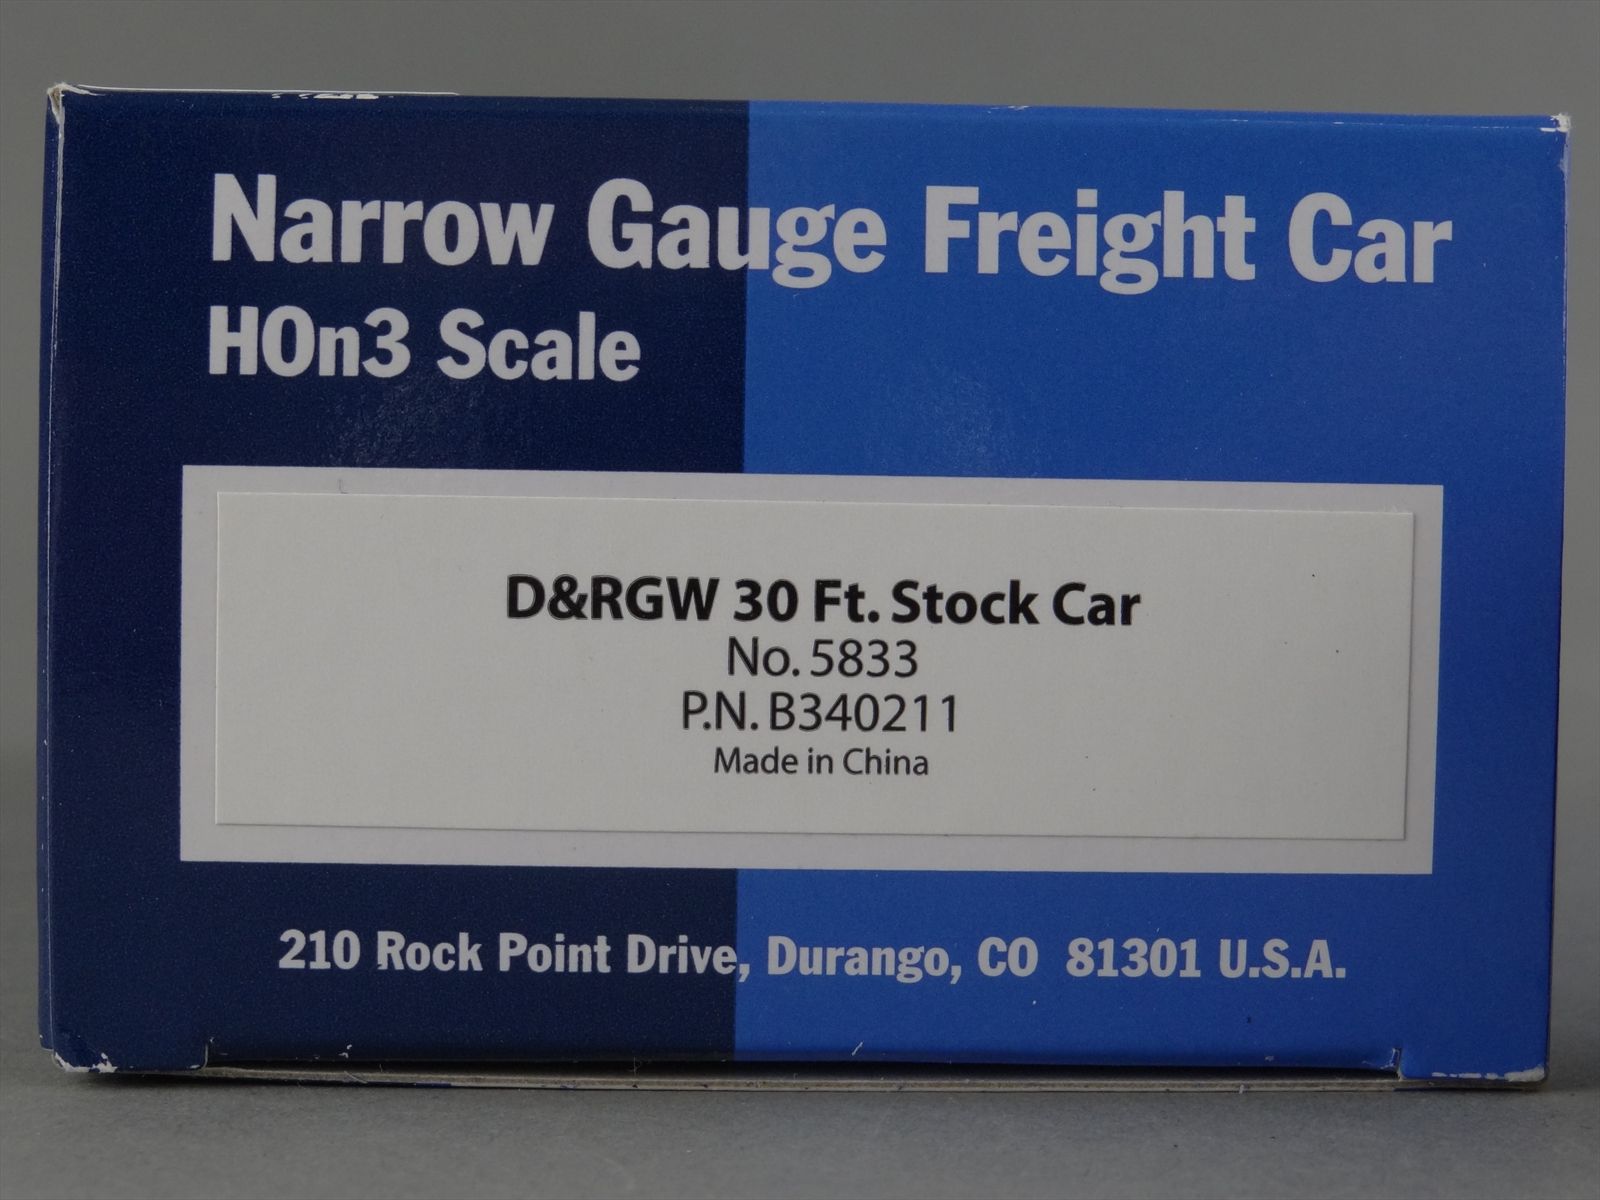 Narrow Gauge Freight Car
HOn3 Scale
D&RGW 30 Ft. Stock Car
No. 5833
P.N. B340211
Made in China
210 Rock Point Drive, Durango, CO 81301 U.S.A.